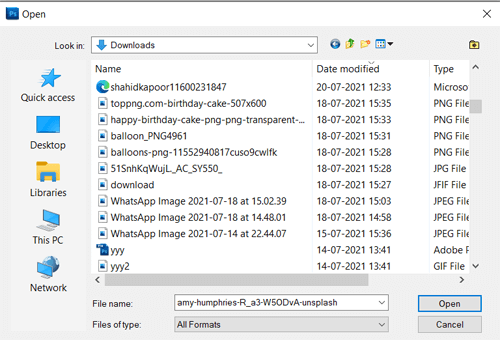 Ps Open
Look in: Downloads
Name Date modified Type
shahidkapoor11600231847 20-07-2021 12:33 Microso
toppng.com-birthday-cake-507x600 18-07-2021 15:35 PNG File
happy-birthday-cake-png-png-transparent-... 18-07-2021 15:31 PNG File
balloon_PNG4961 18-07-2021 15:31 PNG File
balloons-png-11552940817cuso9cwlfk 18-07-2021 15:28 PNG File
51SnhKqWujL._AC_SY550_ 18-07-2021 15:28 JPG File
download 18-07-2021 15:27 JFIF File
WhatsApp Image 2021-07-18 at 15.02.39 18-07-2021 15:03 JPEG File
WhatsApp Image 2021-07-18 at 14.48.01 18-07-2021 14:58 JPEG File
WhatsApp Image 2021-07-14 at 22.44.07 15-07-2021 15:36 JPEG File
yyy 14-07-2021 13:41 Adobe P
yyy2 14-07-2021 13:41 GIF File
Quick access
Desktop
Libraries
This PC
Network
File name: amy-humphries-R_a3-W5ODvA-unsplash Open
Files of type: All Formats Cancel